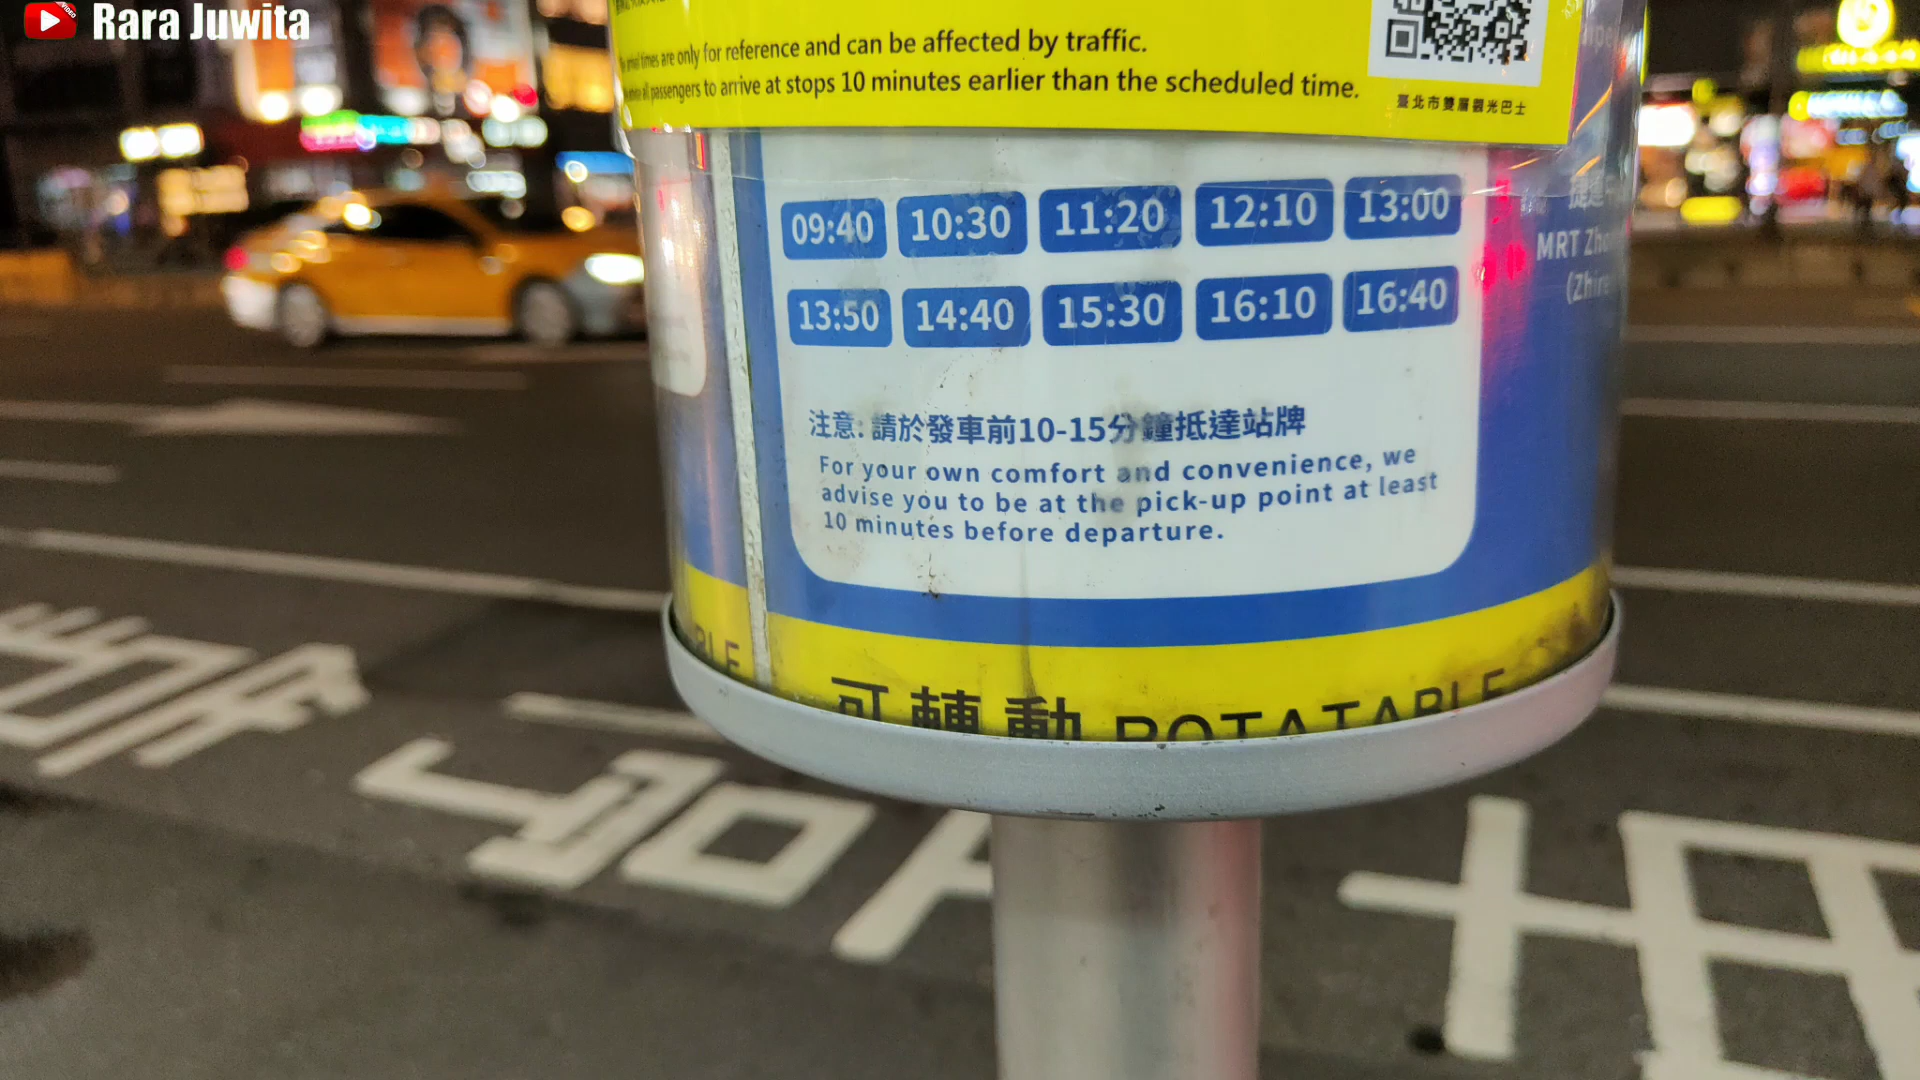 Rara Juwita
times are only for reference and can be affected by traffic.
all passengers to arrive at stops 10 minutes earlier than the scheduled time.
臺北市雙層觀光巴士
09:40 10:30 11:20 12:10 13:00
13:50 14:40 15:30 16:10 16:40
注意: 請於發車前10-15分鐘抵達站牌
For your own comfort and convenience, we
advise you to be at the pick-up point at least
10 minutes before departure.
捷運
MRT
可轉動 ROTATABLE